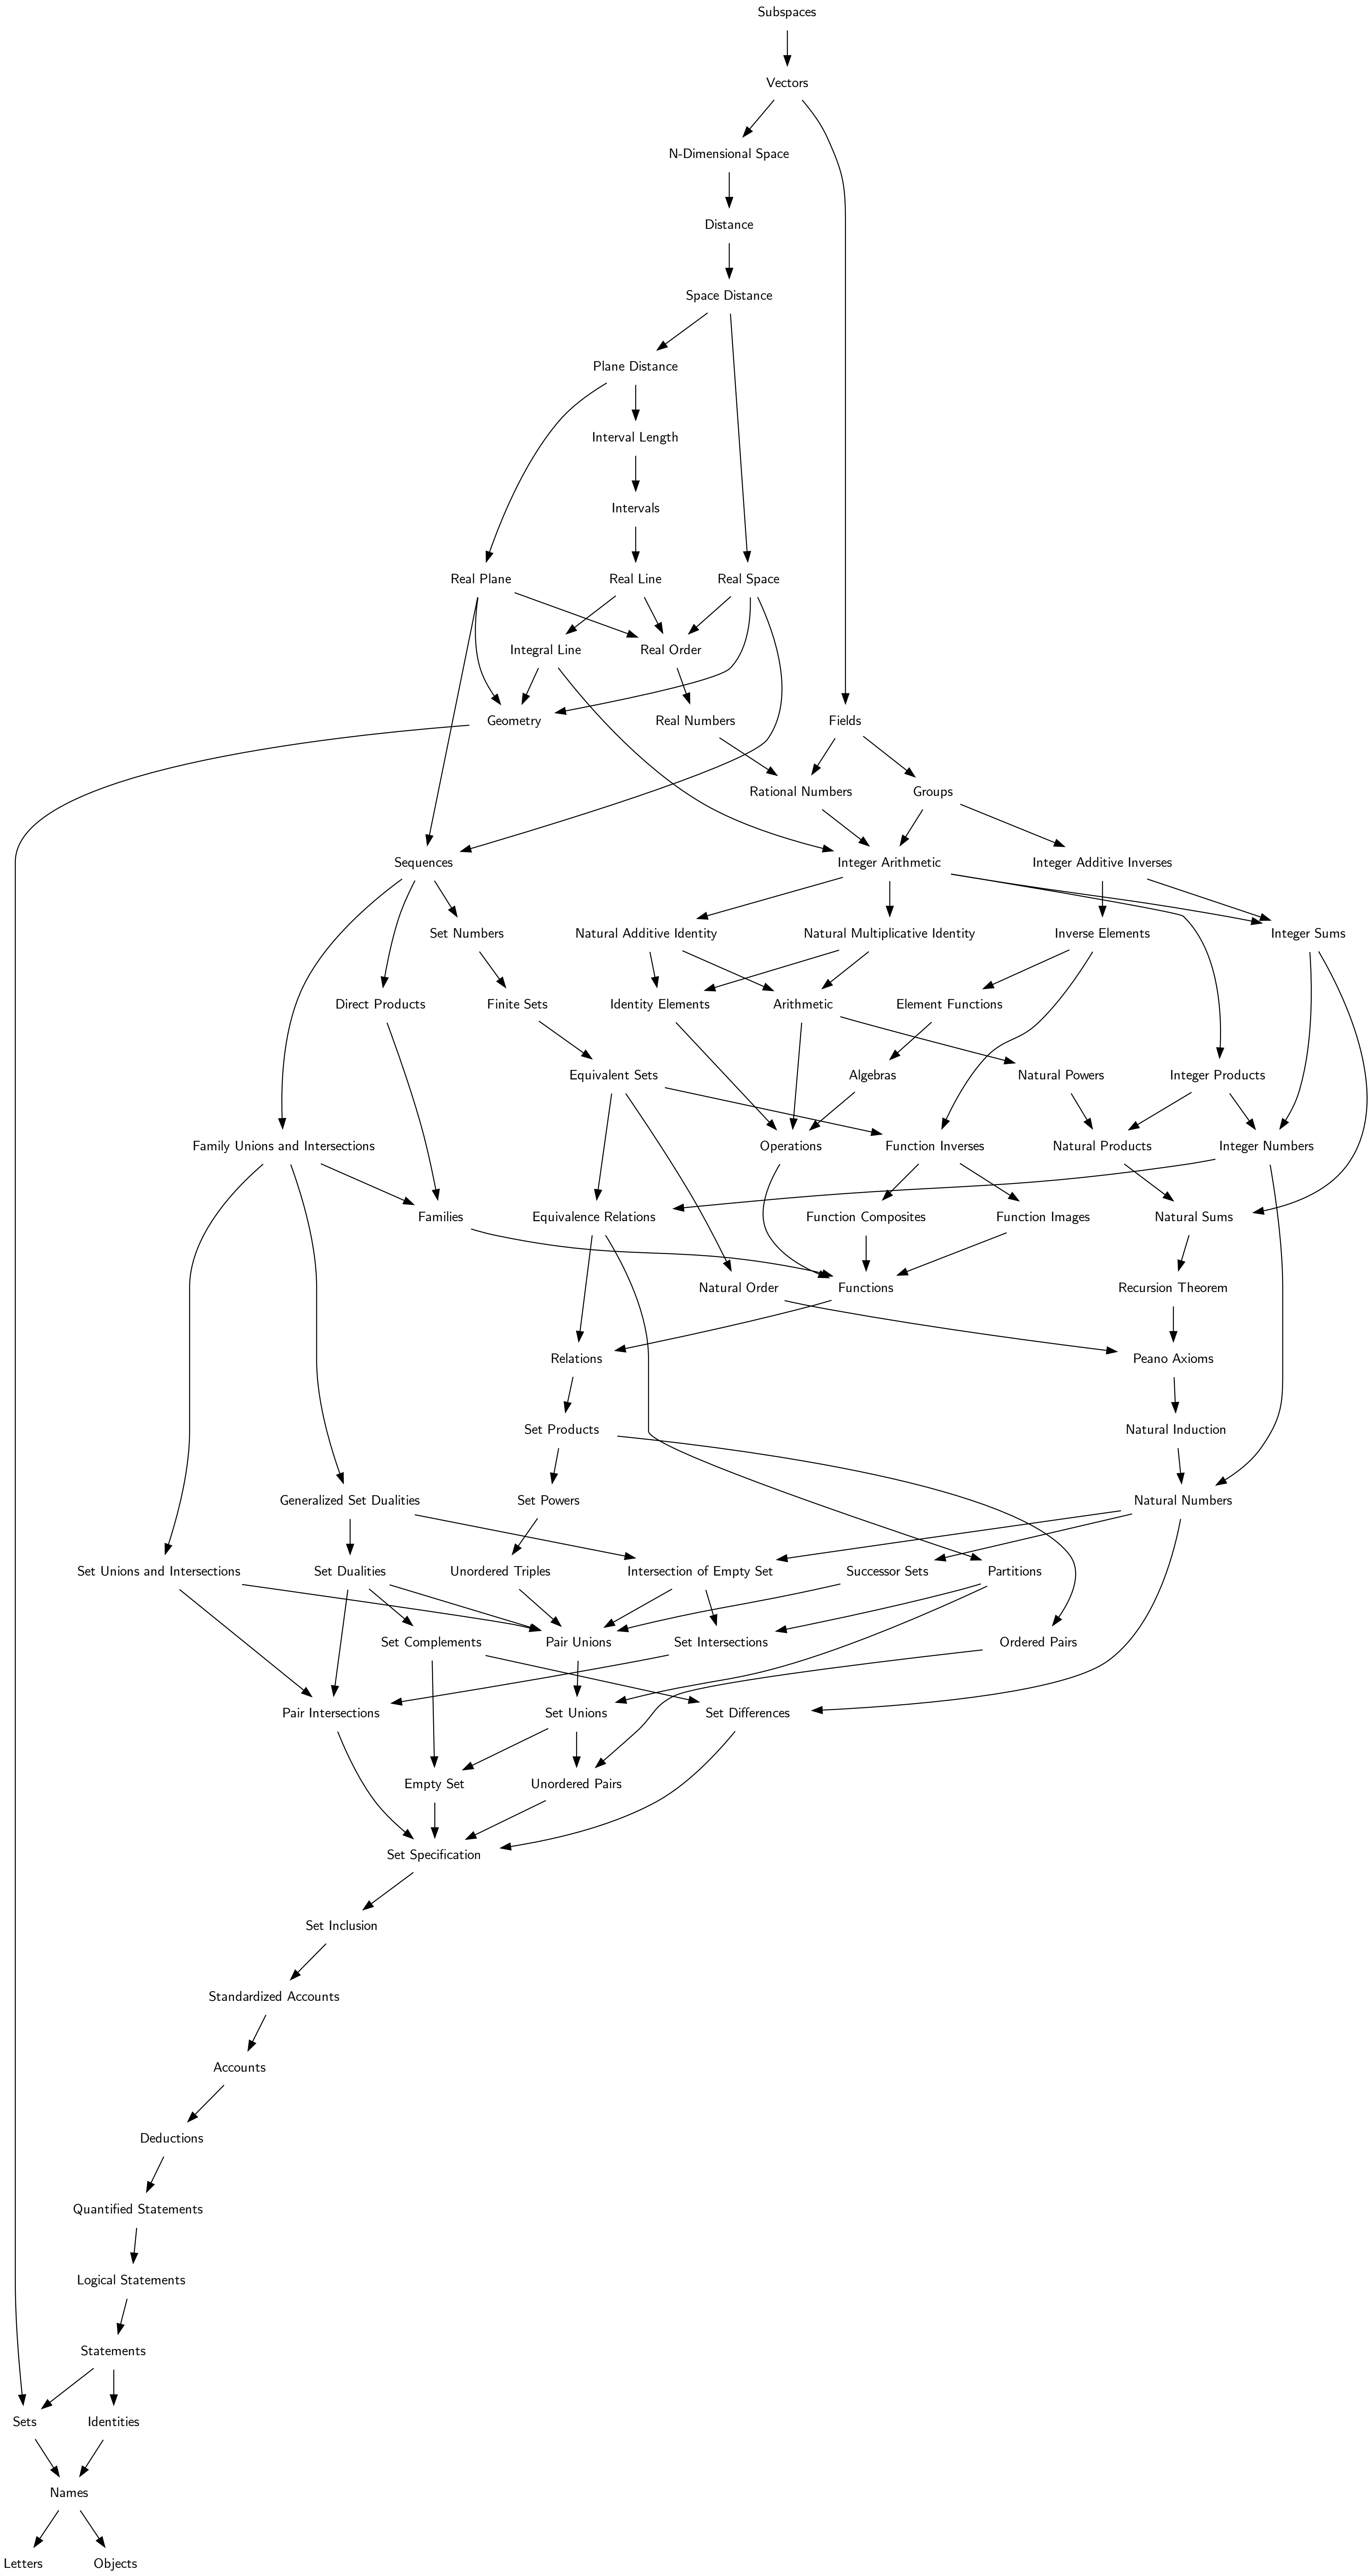 Subspaces
Vectors
N-Dimensional Space
Distance
Space Distance
Plane Distance
Interval Length
Intervals
Real Plane
Real Line
Real Space
Integral Line
Real Order
Geometry
Real Numbers
Fields
Rational Numbers
Groups
Sequences
Integer Arithmetic
Integer Additive Inverses
Set Numbers
Natural Additive Identity
Natural Multiplicative Identity
Inverse Elements
Integer Sums
Direct Products
Finite Sets
Identity Elements
Arithmetic
Element Functions
Equivalent Sets
Algebras
Natural Powers
Integer Products
Family Unions and Intersections
Operations
Function Inverses
Natural Products
Integer Numbers
Families
Equivalence Relations
Function Composites
Function Images
Natural Sums
Natural Order
Functions
Recursion Theorem
Relations
Peano Axioms
Set Products
Natural Induction
Generalized Set Dualities
Set Powers
Natural Numbers
Set Unions and Intersections
Set Dualities
Unordered Triples
Intersection of Empty Set
Successor Sets
Partitions
Set Complements
Pair Unions
Set Intersections
Ordered Pairs
Pair Intersections
Set Unions
Set Differences
Empty Set
Unordered Pairs
Set Specification
Set Inclusion
Standardized Accounts
Accounts
Deductions
Quantified Statements
Logical Statements
Statements
Sets
Identities
Names
Letters
Objects